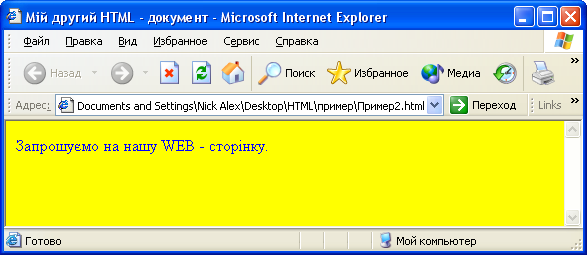 Мій другий HTML - документ - Microsoft Internet Explorer
Файл Правка Вид Избранное Сервис Справка »
Назад Поиск Избранное Медиа »
Адрес: Documents and Settings\Nick Alex\Desktop\HTML\пример\Пример2.html Переход Links »
Запрошуємо на нашу WEB - сторінку.
Готово Мой компьютер